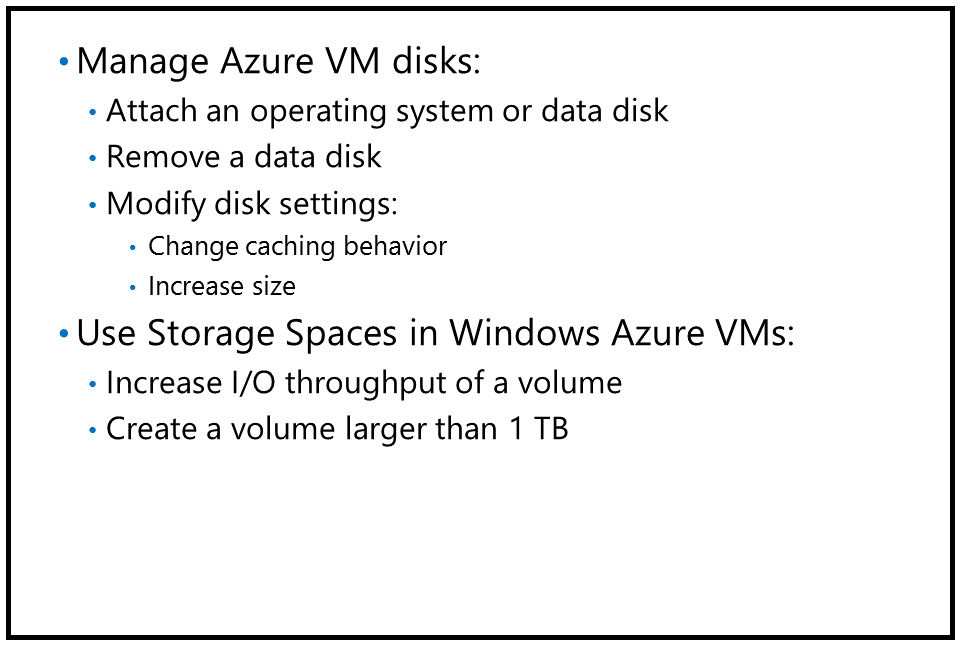 • Manage Azure VM disks:
• Attach an operating system or data disk
• Remove a data disk
• Modify disk settings:
• Change caching behavior
• Increase size
• Use Storage Spaces in Windows Azure VMs:
• Increase I/O throughput of a volume
• Create a volume larger than 1 TB